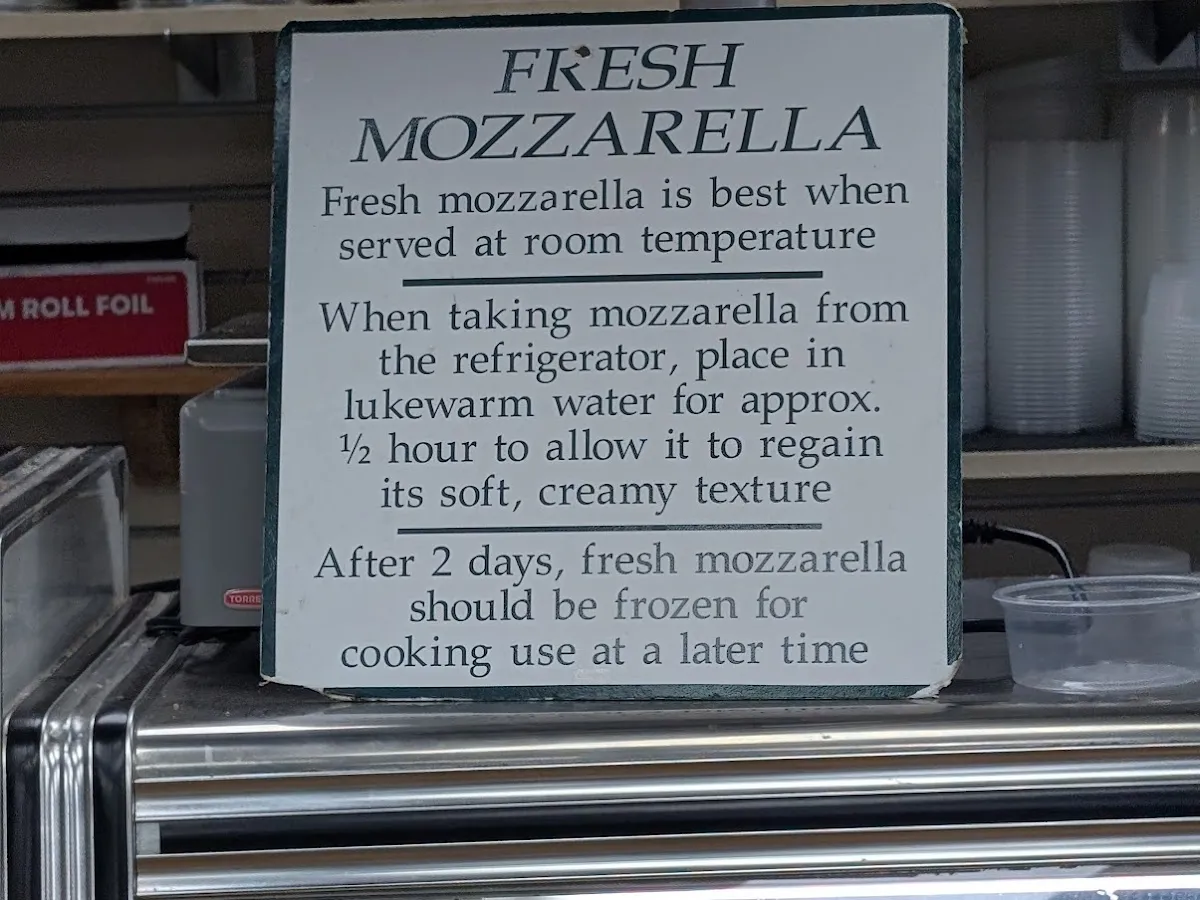 FRESH
MOZZARELLA
Fresh mozzarella is best when
served at room temperature
When taking mozzarella from
the refrigerator, place in
lukewarm water for approx.
½ hour to allow it to regain
its soft, creamy texture
After 2 days, fresh mozzarella
should be frozen for
cooking use at a later time
M ROLL FOIL
TORRE